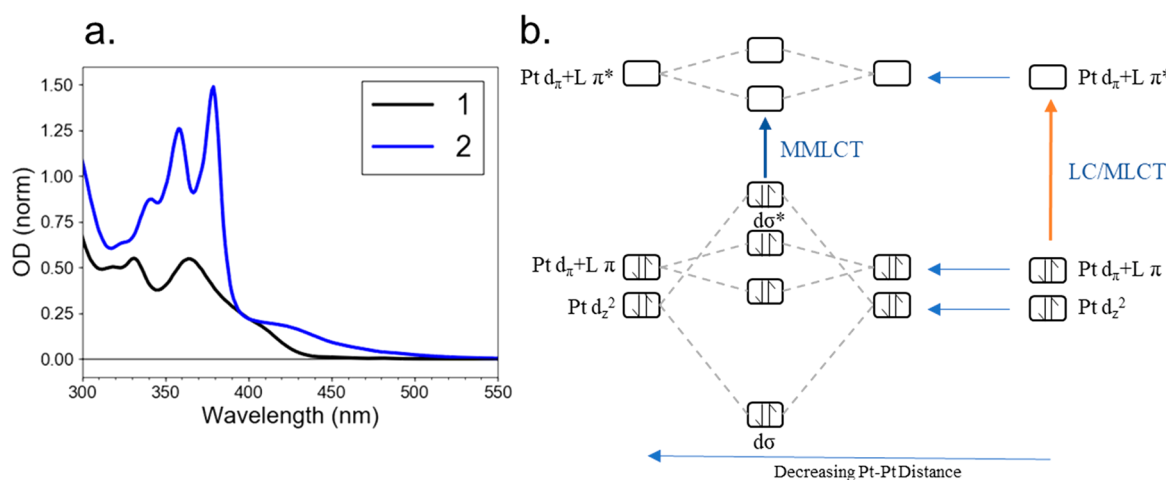 a.
OD (norm)
1.50
1.25
1.00
0.75
0.50
0.25
0.00
300
350
400
450
500
550
Wavelength (nm)
1
2
b.
Pt dπ+L π*
Pt dπ+L π*
MMLCT
LC/MLCT
dσ*
Pt dπ+L π
Pt dπ+L π
Pt dz²
Pt dz²
dσ
Decreasing Pt-Pt Distance